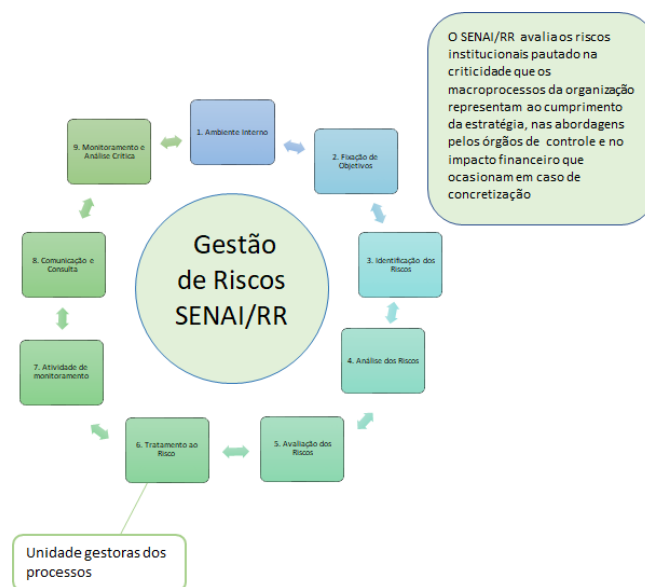 O SENAI/RR avalia os riscos
institucionais pautado na
criticidade que os
macroprocessos da organização
representam ao cumprimento
da estratégia, nas abordagens
pelos órgãos de controle e no
impacto financeiro que
ocasionam em caso de
concretização
1. Ambiente Interno
2. Fixação de
Objetivos
3. Identificação dos
Riscos
4. Análise dos Riscos
5. Avaliação dos
Riscos
6. Tratamento ao
Risco
7. Atividade de
monitoramento
8. Comunicação e
Consulta
9. Monitoramento e
Análise Crítica
Gestão
de Riscos
SENAI/RR
Unidade gestoras dos
processos